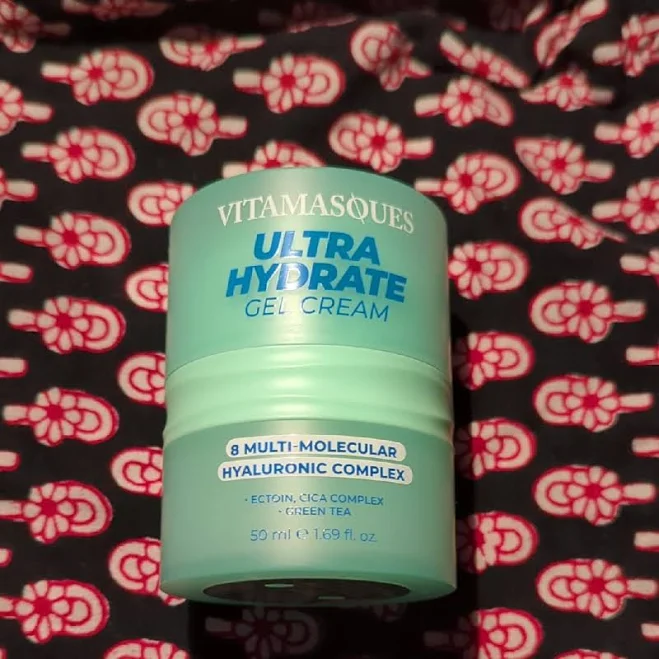 VITAMASQUES
ULTRA
HYDRATE
GEL CREAM
8 MULTI-MOLECULAR
HYALURONIC COMPLEX
• ECTOIN, CICA COMPLEX
• GREEN TEA
50 ml ℮ 1.69 fl. oz.